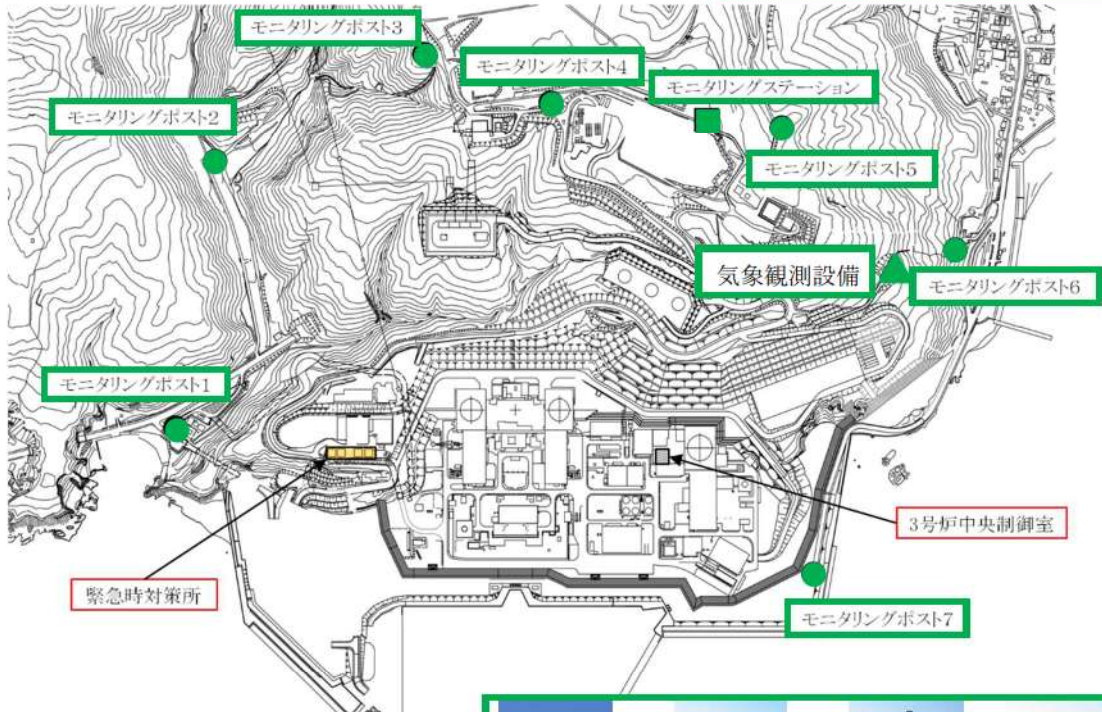 モニタリングポスト3
モニタリングポスト4
モニタリングステーション
モニタリングポスト2
モニタリングポスト5
気象観測設備
モニタリングポスト6
モニタリングポスト1
3号炉中央制御室
緊急時対策所
モニタリングポスト7